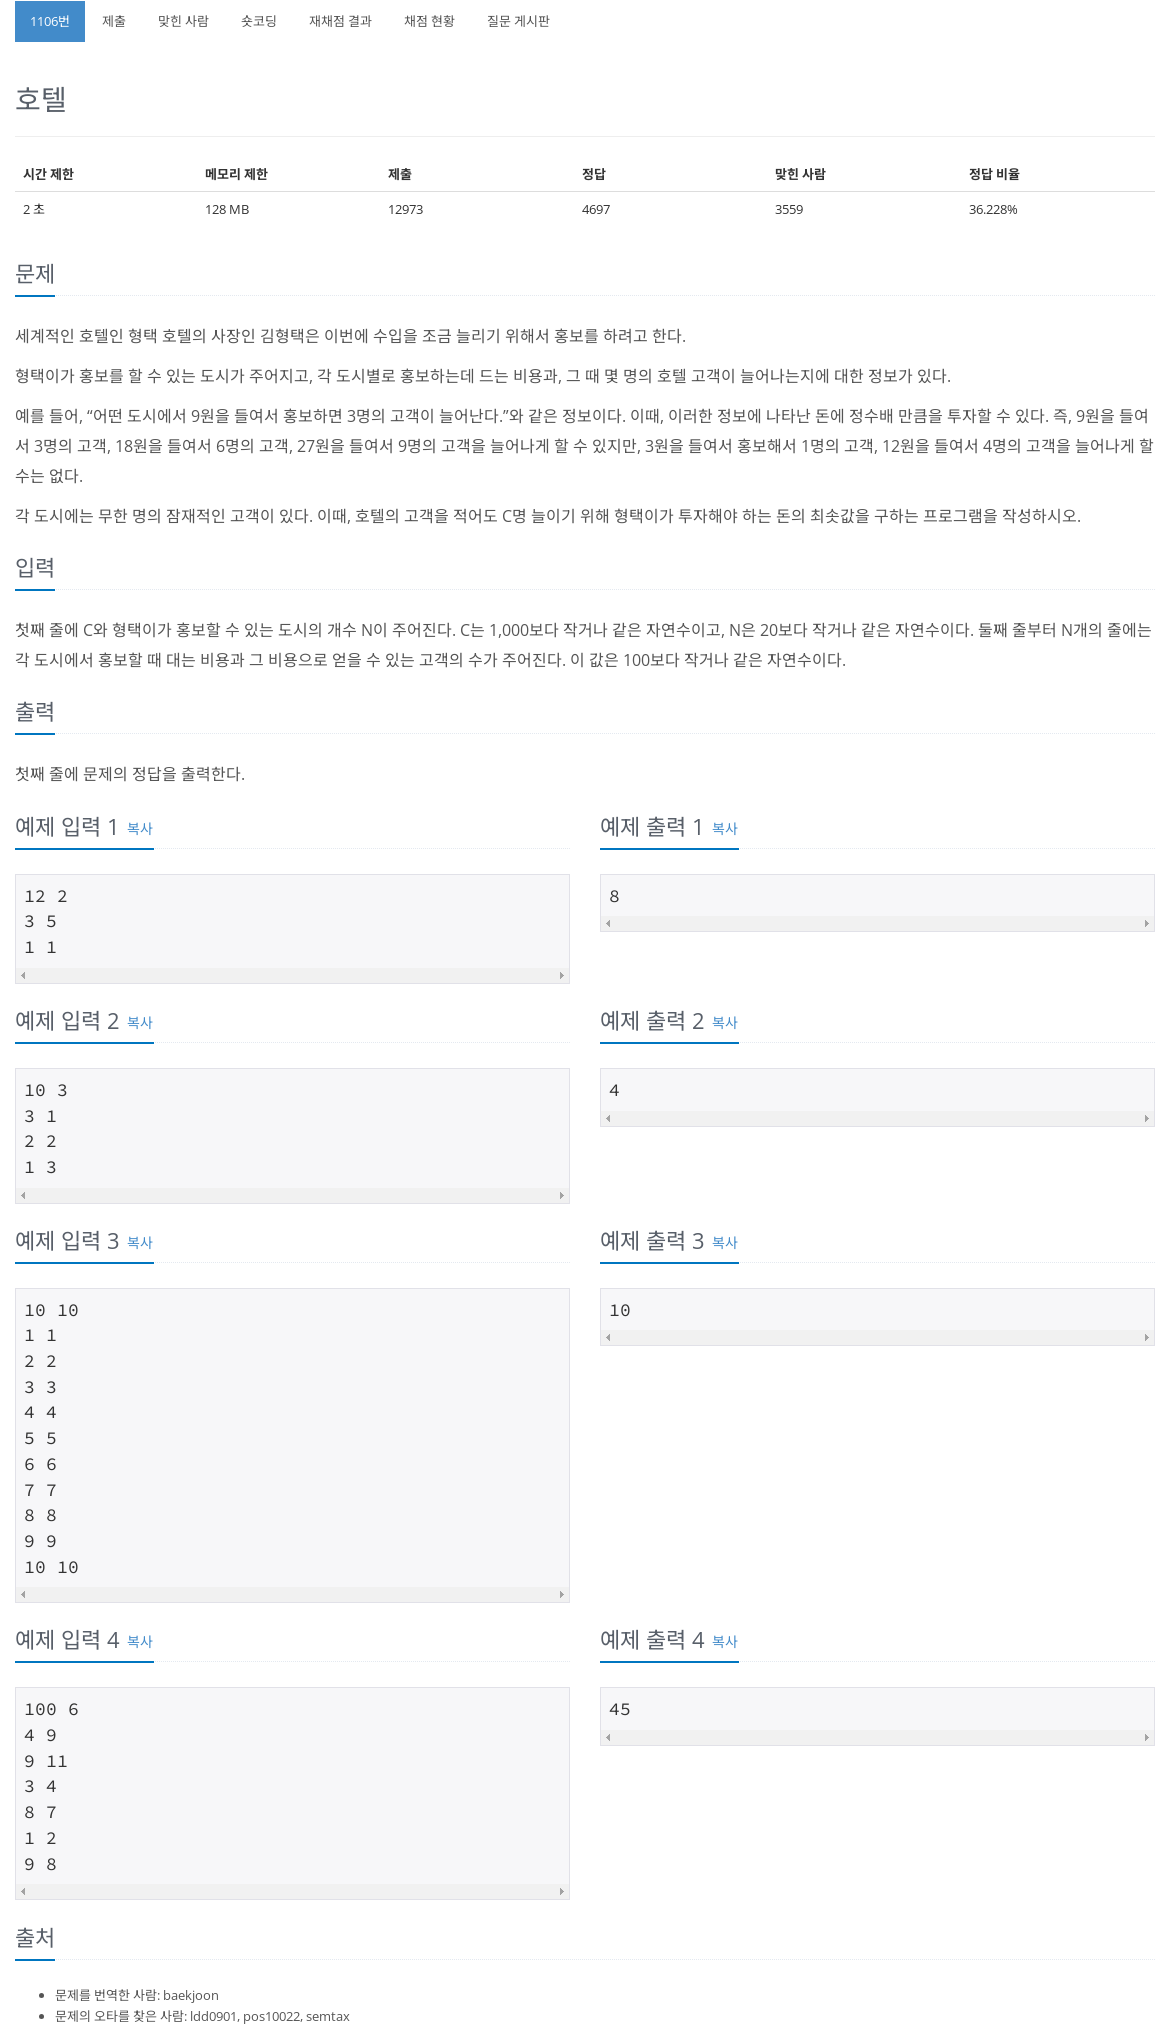 1106번 제출 맞힌 사람 숏코딩 재채점 결과 채점 현황 질문 게시판
호텔
시간 제한 메모리 제한 제출 정답 맞힌 사람 정답 비율
2 초 128 MB 12973 4697 3559 36.228%
문제
세계적인 호텔인 형택 호텔의 사장인 김형택은 이번에 수입을 조금 늘리기 위해서 홍보를 하려고 한다.
형택이가 홍보를 할 수 있는 도시가 주어지고, 각 도시별로 홍보하는데 드는 비용과, 그 때 몇 명의 호텔 고객이 늘어나는지에 대한 정보가 있다.
예를 들어, “어떤 도시에서 9원을 들여서 홍보하면 3명의 고객이 늘어난다.”와 같은 정보이다. 이때, 이러한 정보에 나타난 돈에 정수배 만큼을 투자할 수 있다. 즉, 9원을 들여
서 3명의 고객, 18원을 들여서 6명의 고객, 27원을 들여서 9명의 고객을 늘어나게 할 수 있지만, 3원을 들여서 홍보해서 1명의 고객, 12원을 들여서 4명의 고객을 늘어나게 할
수는 없다.
각 도시에는 무한 명의 잠재적인 고객이 있다. 이때, 호텔의 고객을 적어도 C명 늘이기 위해 형택이가 투자해야 하는 돈의 최솟값을 구하는 프로그램을 작성하시오.
입력
첫째 줄에 C와 형택이가 홍보할 수 있는 도시의 개수 N이 주어진다. C는 1,000보다 작거나 같은 자연수이고, N은 20보다 작거나 같은 자연수이다. 둘째 줄부터 N개의 줄에는
각 도시에서 홍보할 때 대는 비용과 그 비용으로 얻을 수 있는 고객의 수가 주어진다. 이 값은 100보다 작거나 같은 자연수이다.
출력
첫째 줄에 문제의 정답을 출력한다.
예제 입력 1 복사
12 2
3 5
1 1
예제 출력 1 복사
8
예제 입력 2 복사
10 3
3 1
2 2
1 3
예제 출력 2 복사
4
예제 입력 3 복사
10 10
1 1
2 2
3 3
4 4
5 5
6 6
7 7
8 8
9 9
10 10
예제 출력 3 복사
10
예제 입력 4 복사
100 6
4 9
9 11
3 4
8 7
1 2
9 8
예제 출력 4 복사
45
출처
문제를 번역한 사람: baekjoon
문제의 오타를 찾은 사람: ldd0901, pos10022, semtax